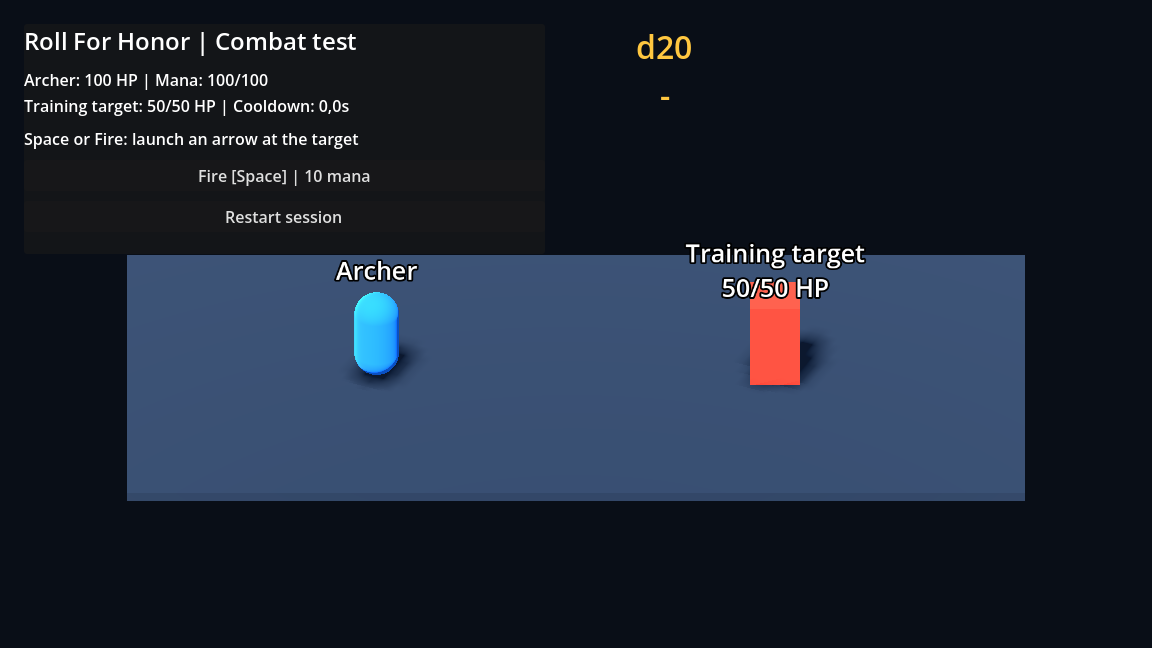 Roll For Honor | Combat test
Archer: 100 HP | Mana: 100/100
Training target: 50/50 HP | Cooldown: 0,0s
Space or Fire: launch an arrow at the target
Fire [Space] | 10 mana
Restart session
d20
-
Archer
Training target
50/50 HP